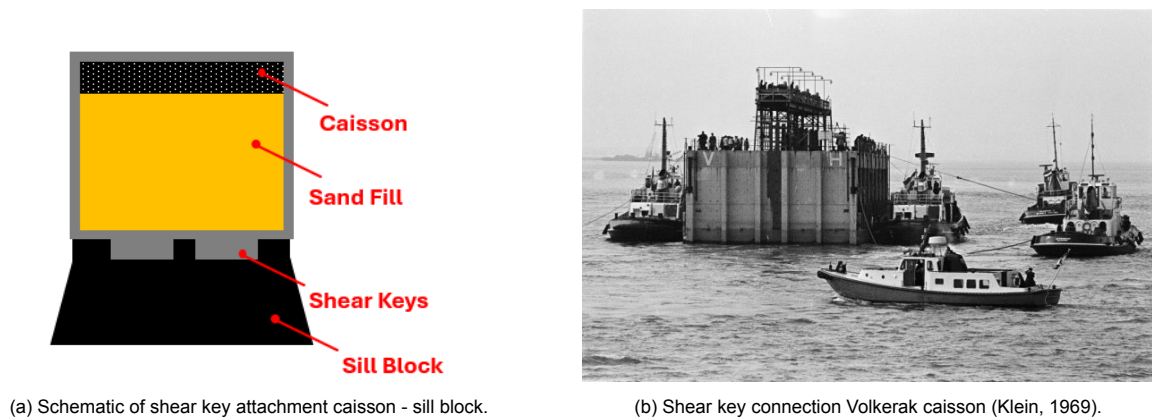 Caisson
Sand Fill
Shear Keys
Sill Block
V H
(a) Schematic of shear key attachment caisson - sill block.
(b) Shear key connection Volkerak caisson (Klein, 1969).